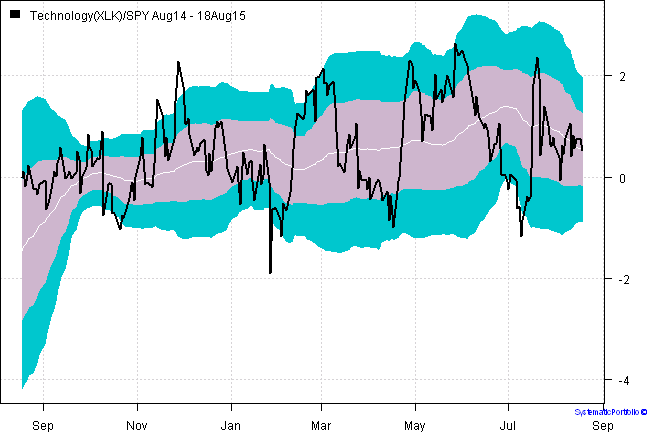 Technology(XLK)/SPY Aug14 - 18Aug15
2
0
-2
-4
SystematicPortfolio ©
Sep Nov Jan Mar May Jul Sep